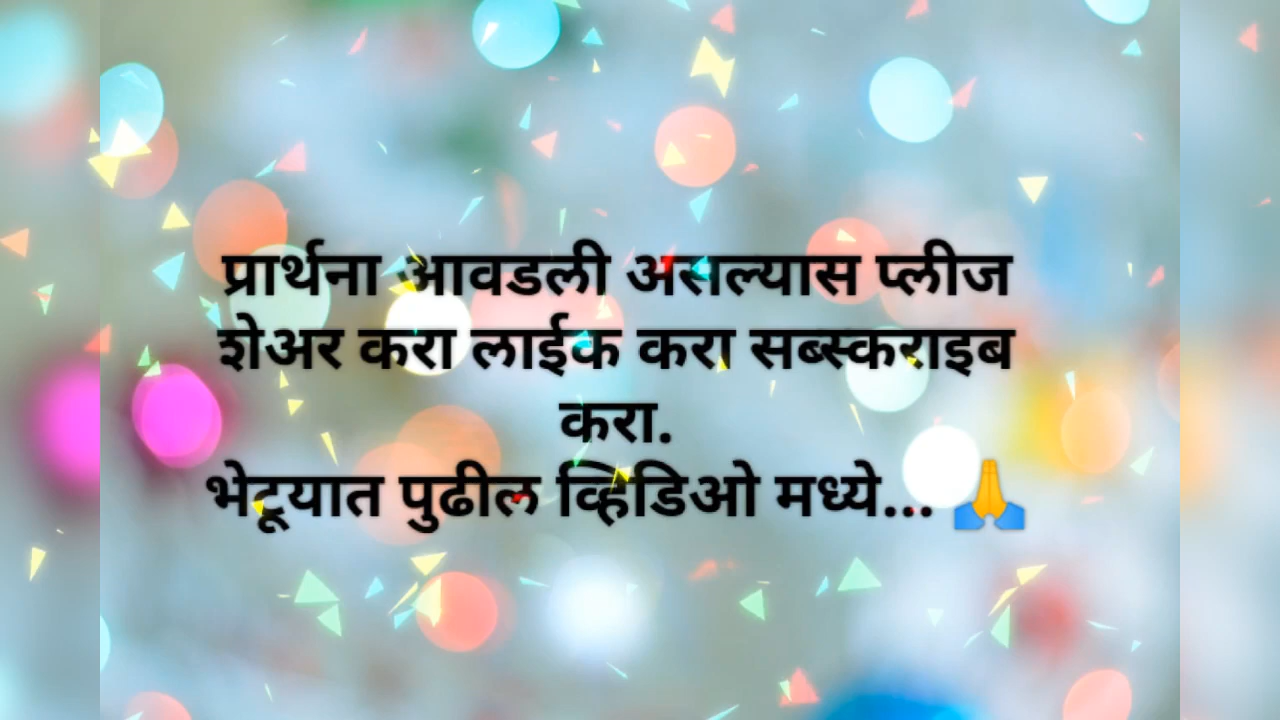 प्रार्थना आवडली असल्यास प्लीज
शेअर करा लाईक करा सब्स्कराइब
करा.
भेटूयात पुढील व्हिडिओ मध्ये... 🙏